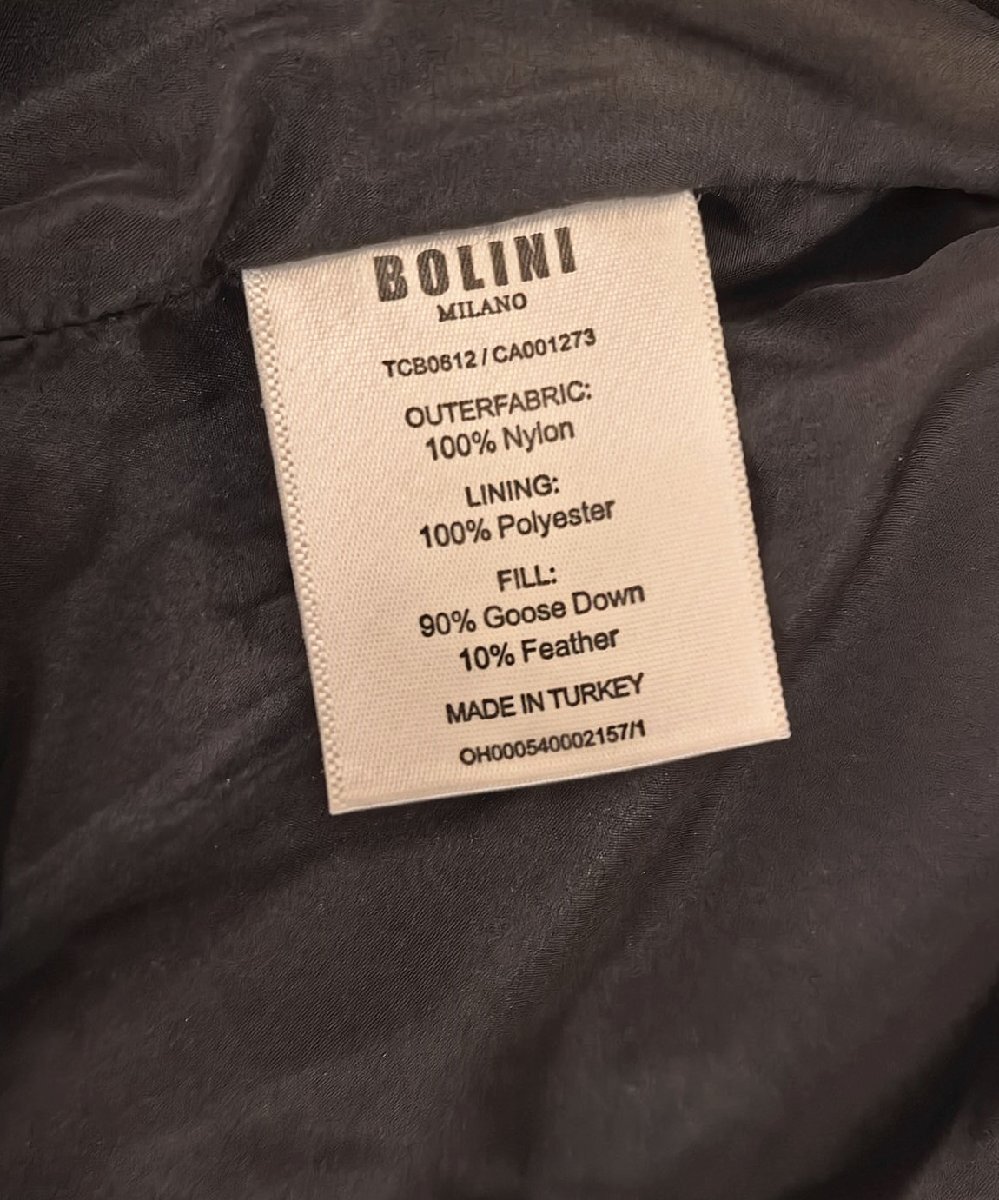 BOLINI
MILANO
TCB0612 / CA001273
OUTERFABRIC:
100% Nylon
LINING:
100% Polyester
FILL:
90% Goose Down
10% Feather
MADE IN TURKEY
OH000540002157/1